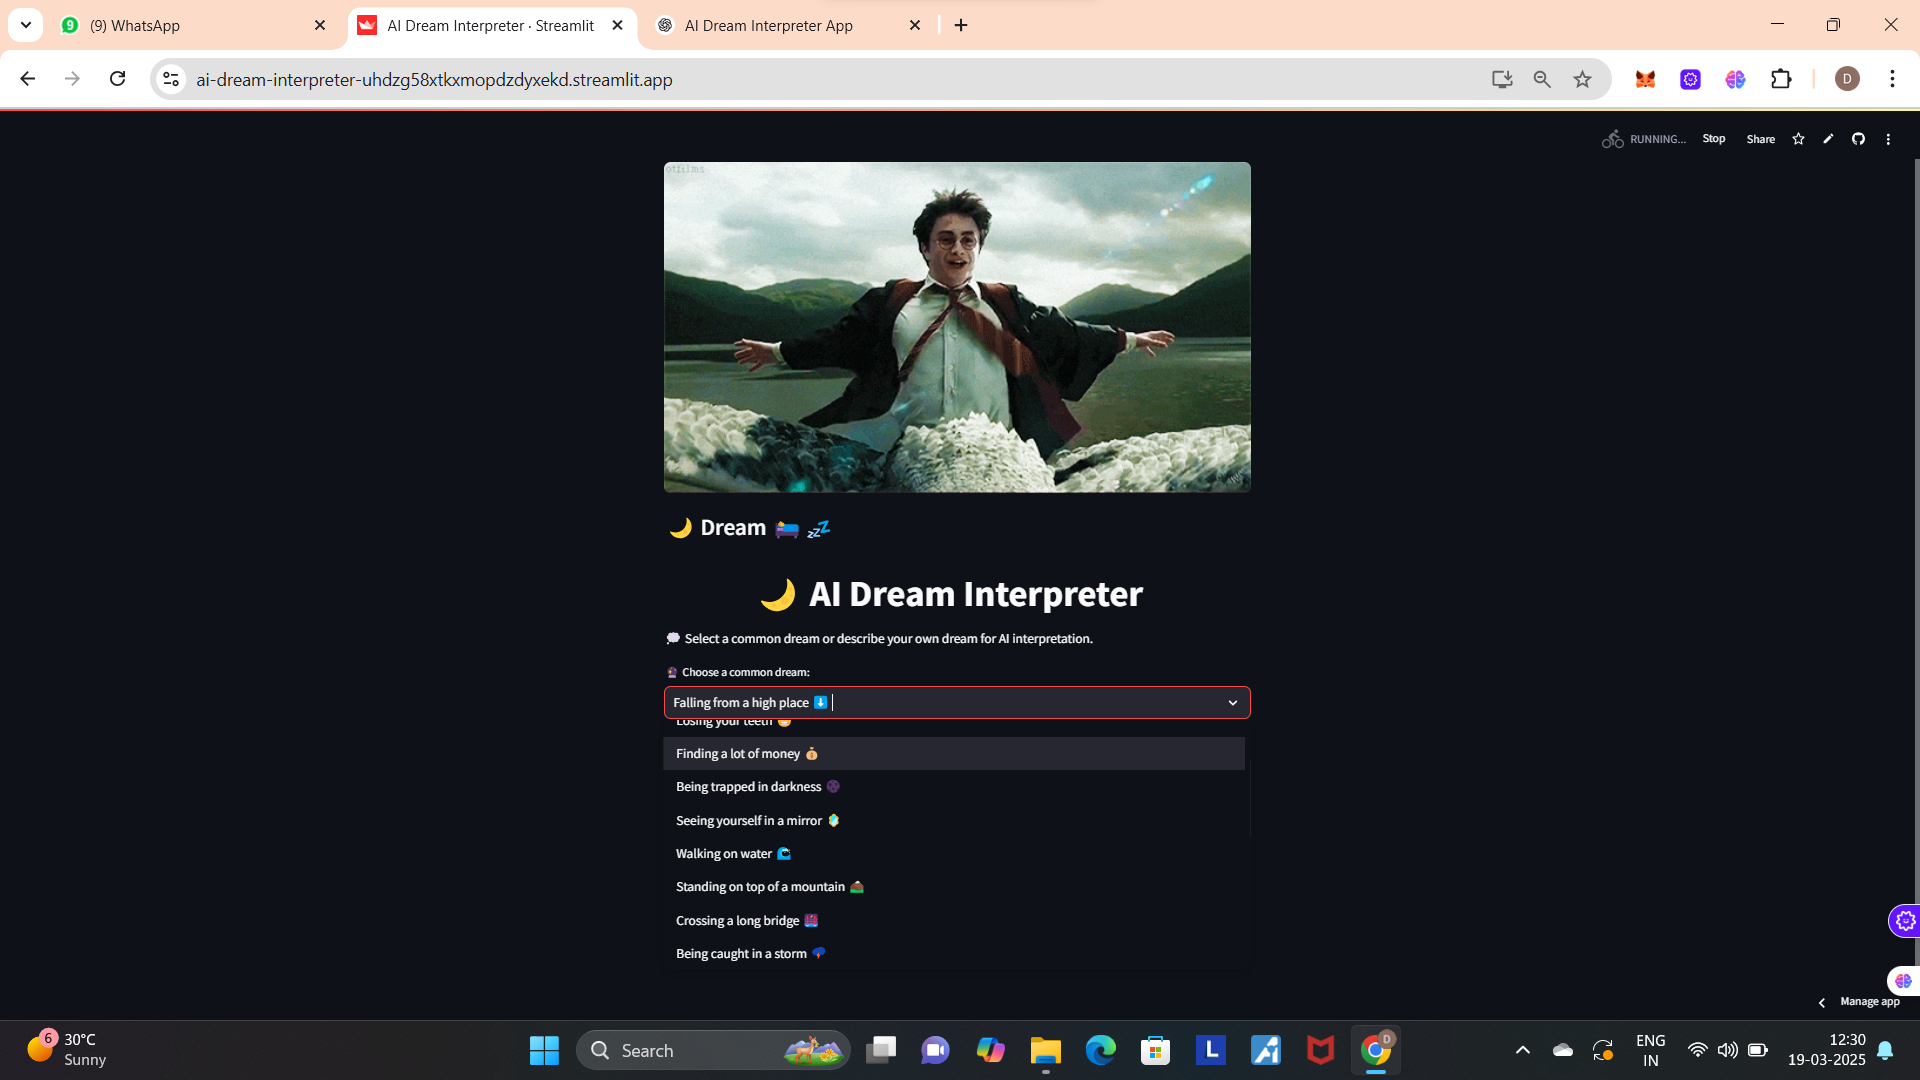 (9) WhatsApp
AI Dream Interpreter · Streamlit
AI Dream Interpreter App
ai-dream-interpreter-uhdzg58xtkxmopdzdyxekd.streamlit.app
D
RUNNING...
Stop
Share
🌙 Dream 🛌 💤
🌙 AI Dream Interpreter
💭 Select a common dream or describe your own dream for AI interpretation.
🔮 Choose a common dream:
Falling from a high place ⬇️
Losing your teeth 😬
Finding a lot of money 💰
Being trapped in darkness 🌑
Seeing yourself in a mirror 🪞
Walking on water 🌊
Standing on top of a mountain ⛰️
Crossing a long bridge 🌉
Being caught in a storm 🌩️
Manage app
6
30°C
Sunny
Search
L
D
ENG
IN
12:30
19-03-2025